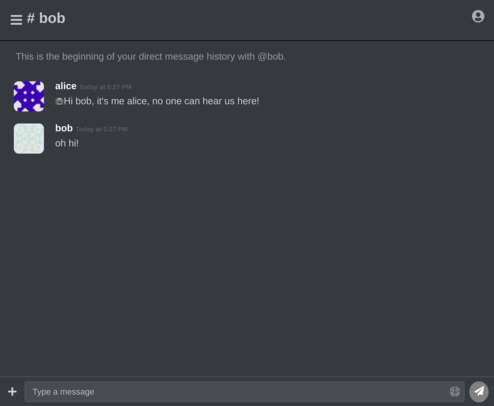 # bob
This is the beginning of your direct message history with @bob.
alice Today at 5:27 PM
Hi bob, it's me alice, no one can hear us here!
bob Today at 5:27 PM
oh hi!
Type a message